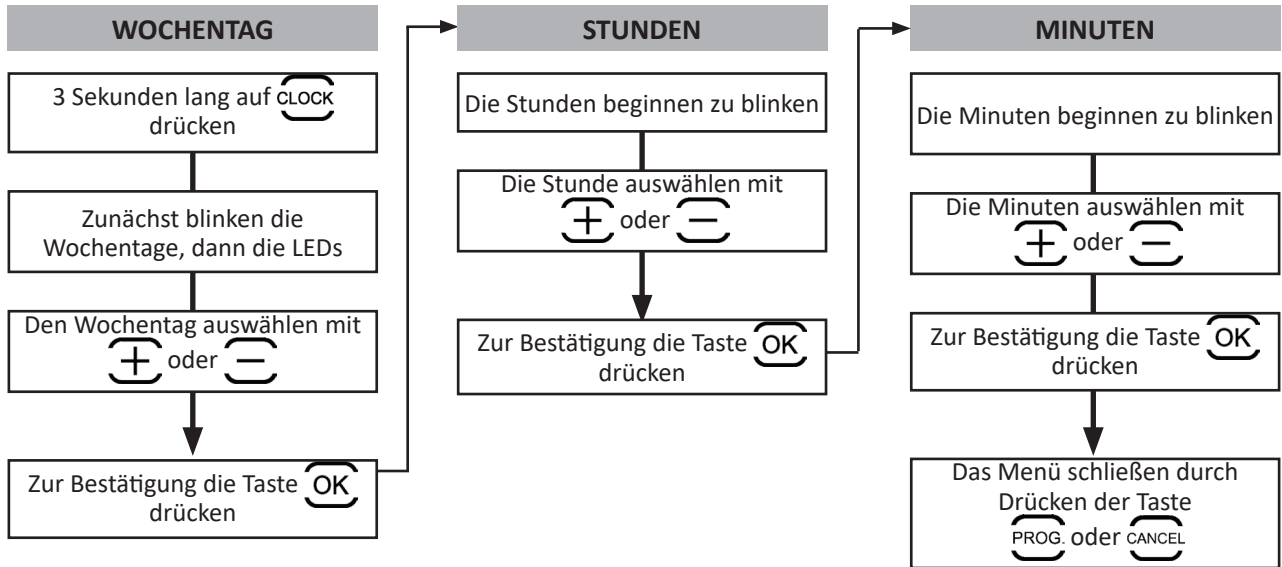 WOCHENTAG
3 Sekunden lang auf CLOCK
drücken
Zunächst blinken die
Wochentage, dann die LEDs
Den Wochentag auswählen mit
+ oder −
Zur Bestätigung die Taste OK
drücken
STUNDEN
Die Stunden beginnen zu blinken
Die Stunde auswählen mit
+ oder −
Zur Bestätigung die Taste OK
drücken
MINUTEN
Die Minuten beginnen zu blinken
Die Minuten auswählen mit
+ oder −
Zur Bestätigung die Taste OK
drücken
Das Menü schließen durch
Drücken der Taste
PROG. oder CANCEL